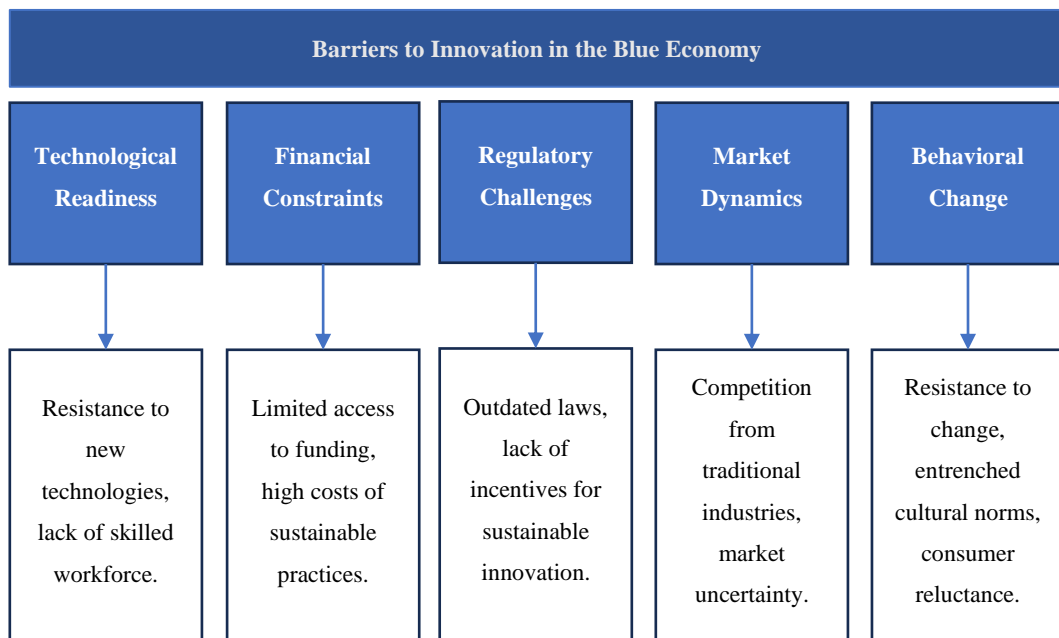 Barriers to Innovation in the Blue Economy
Technological
Readiness
Financial
Constraints
Regulatory
Challenges
Market
Dynamics
Behavioral
Change
Resistance to
new
technologies,
lack of skilled
workforce.
Limited access
to funding,
high costs of
sustainable
practices.
Outdated laws,
lack of
incentives for
sustainable
innovation.
Competition
from
traditional
industries,
market
uncertainty.
Resistance to
change,
entrenched
cultural norms,
consumer
reluctance.